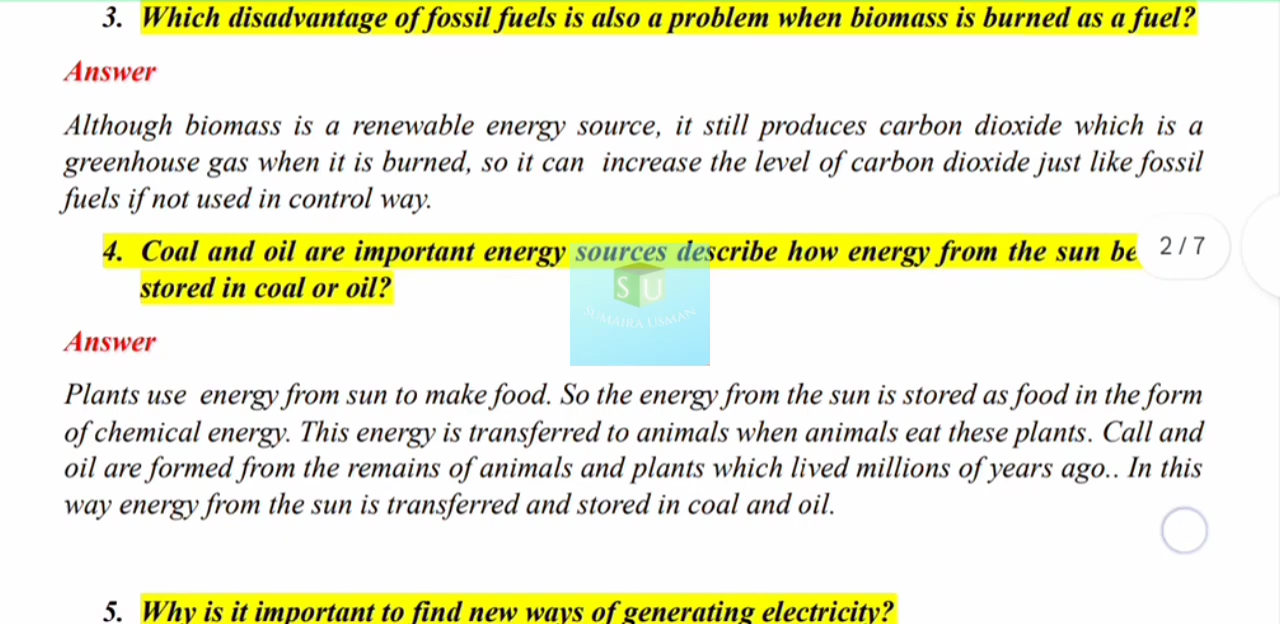 3. Which disadvantage of fossil fuels is also a problem when biomass is burned as a fuel?
Answer
Although biomass is a renewable energy source, it still produces carbon dioxide which is a
greenhouse gas when it is burned, so it can increase the level of carbon dioxide just like fossil
fuels if not used in control way.
4. Coal and oil are important energy sources describe how energy from the sun be
2 / 7
stored in coal or oil?
SU
SUMAIRA USMAN
Answer
Plants use energy from sun to make food. So the energy from the sun is stored as food in the form
of chemical energy. This energy is transferred to animals when animals eat these plants. Call and
oil are formed from the remains of animals and plants which lived millions of years ago.. In this
way energy from the sun is transferred and stored in coal and oil.
5. Why is it important to find new ways of generating electricity?